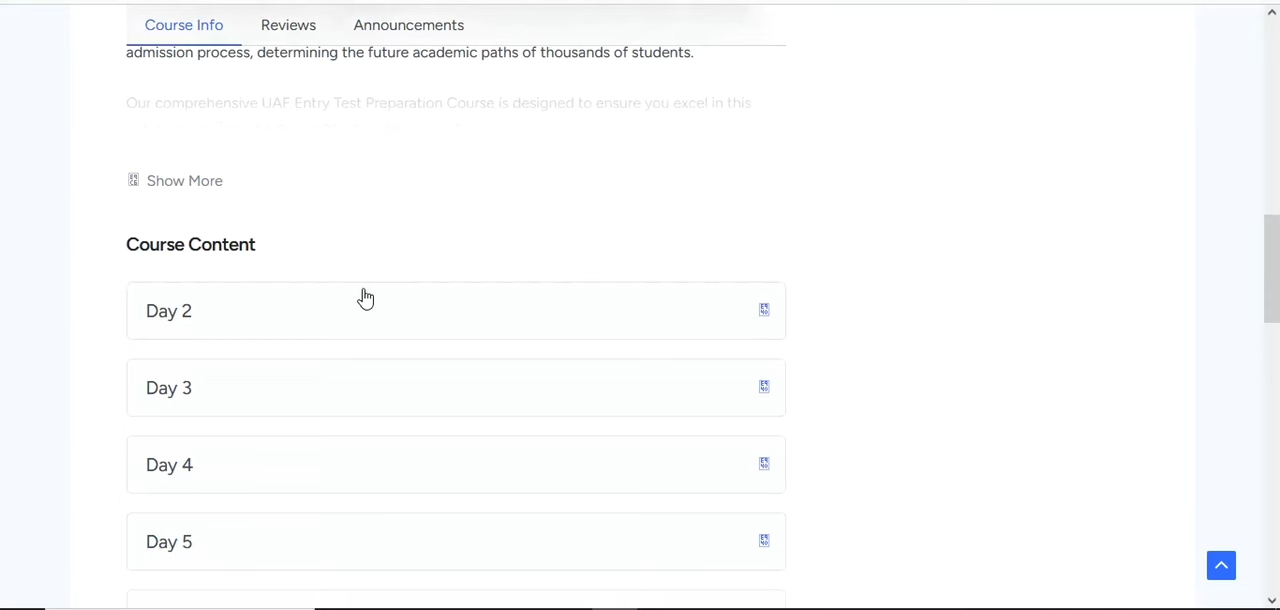 Course Info Reviews Announcements
admission process, determining the future academic paths of thousands of students.
Our comprehensive UAF Entry Test Preparation Course is designed to ensure you excel in this
Show More
Course Content
Day 2
Day 3
Day 4
Day 5